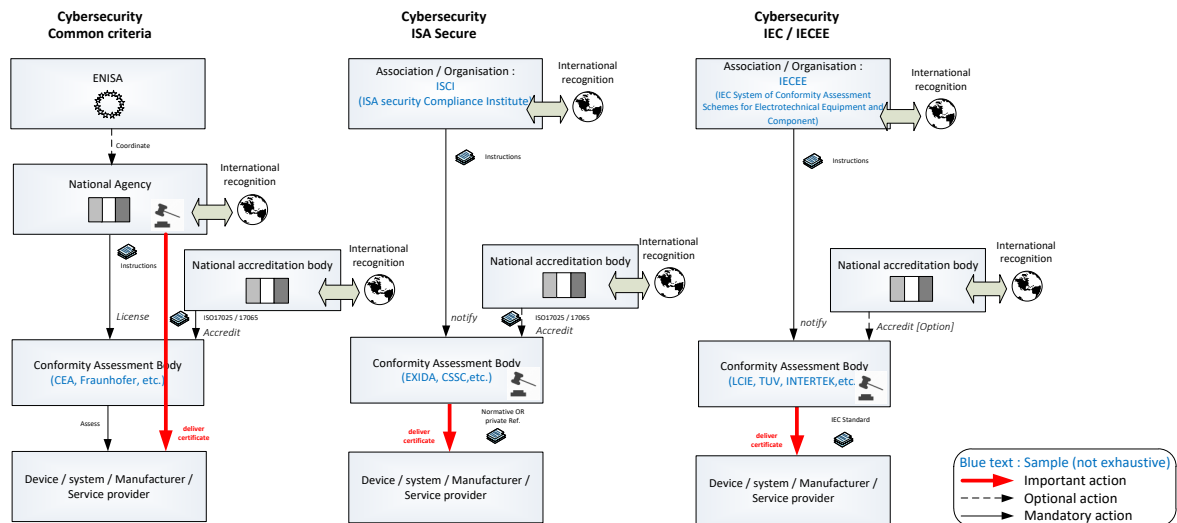 Cybersecurity
Common criteria
ENISA
Coordinate
National Agency
International
recognition
Instructions
National accreditation body
International
recognition
License
ISO17025 / 17065
Accredit
Conformity Assessment Body
(CEA, Fraunhofer, etc.)
Assess
deliver
certificate
Device / system / Manufacturer /
Service provider
Cybersecurity
ISA Secure
Association / Organisation :
ISCI
(ISA security Compliance Institute)
International
recognition
Instructions
National accreditation body
International
recognition
notify
ISO17025 / 17065
Accredit
Conformity Assessment Body
(EXIDA, CSSC,etc.)
deliver
certificate
Normative OR
private Ref.
Device / system / Manufacturer /
Service provider
Cybersecurity
IEC / IECEE
Association / Organisation :
IECEE
(IEC System of Conformity Assessment
Schemes for Electrotechnical Equipment and
Component)
International
recognition
Instructions
National accreditation body
International
recognition
notify
Accredit [Option]
Conformity Assessment Body
(LCIE, TUV, INTERTEK,etc.)
deliver
certificate
IEC Standard
Device / system / Manufacturer /
Service provider
Blue text : Sample (not exhaustive)
Important action
Optional action
Mandatory action